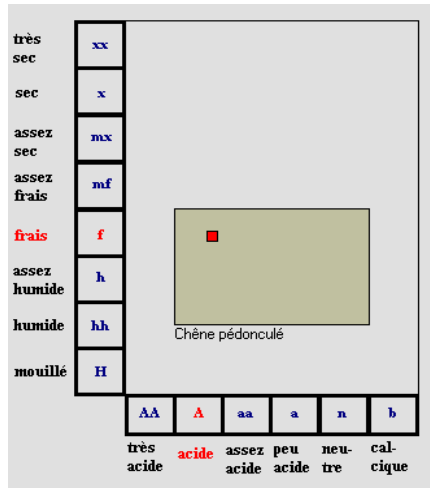 très
sec
xx
sec
x
assez
sec
mx
assez
frais
mf
frais
f
assez
humide
h
humide
hh
mouillé
H
Chêne pédonculé
AA A aa a n b
très
acide
acide
assez
acide
peu
acide
neu-
tre
cal-
cique